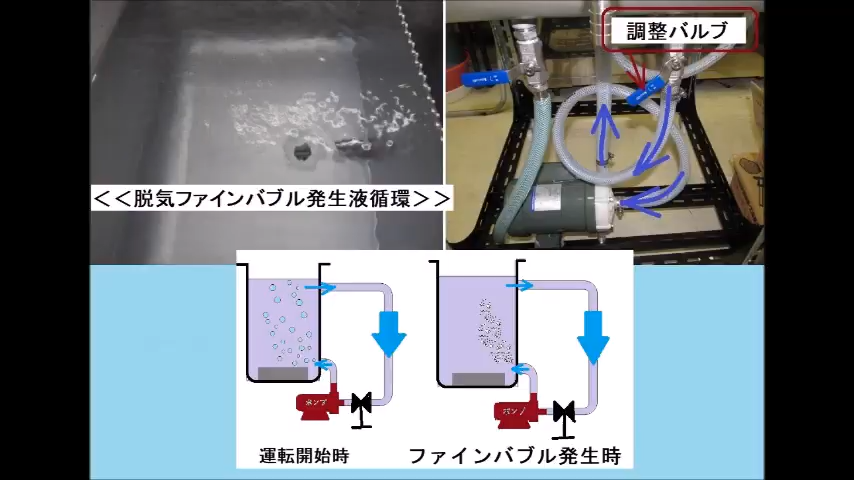 調整バルブ
<<脱気ファインバブル発生液循環>>
ポンプ
ポンプ
運転開始時
ファインバブル発生時